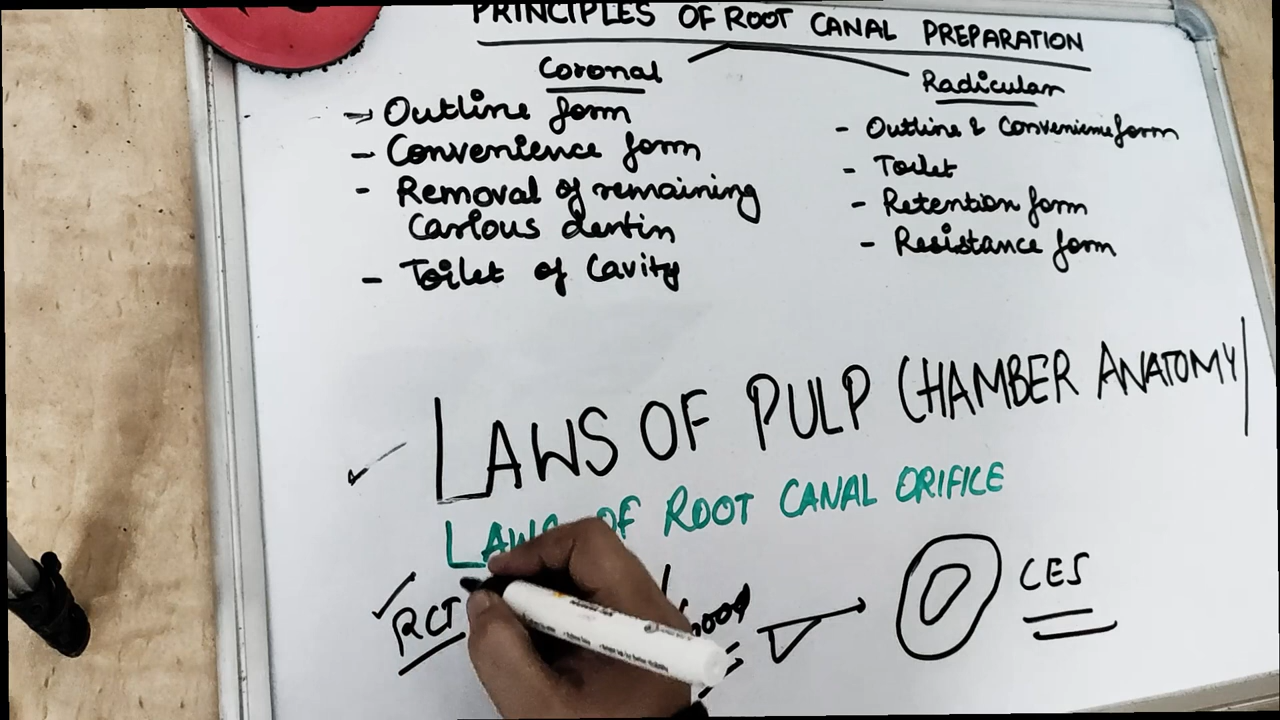 PRINCIPLES OF ROOT CANAL PREPARATION
Coronal
→ Outline form
- Convenience form
- Removal of remaining
Carious dentin
- Toilet of Cavity
Radicular
- Outline & Convenience form
- Toilet
- Retention form
- Resistance form
LAWS OF PULP CHAMBER ANATOMY
LAWS OF ROOT CANAL ORIFICE
RCT
CES